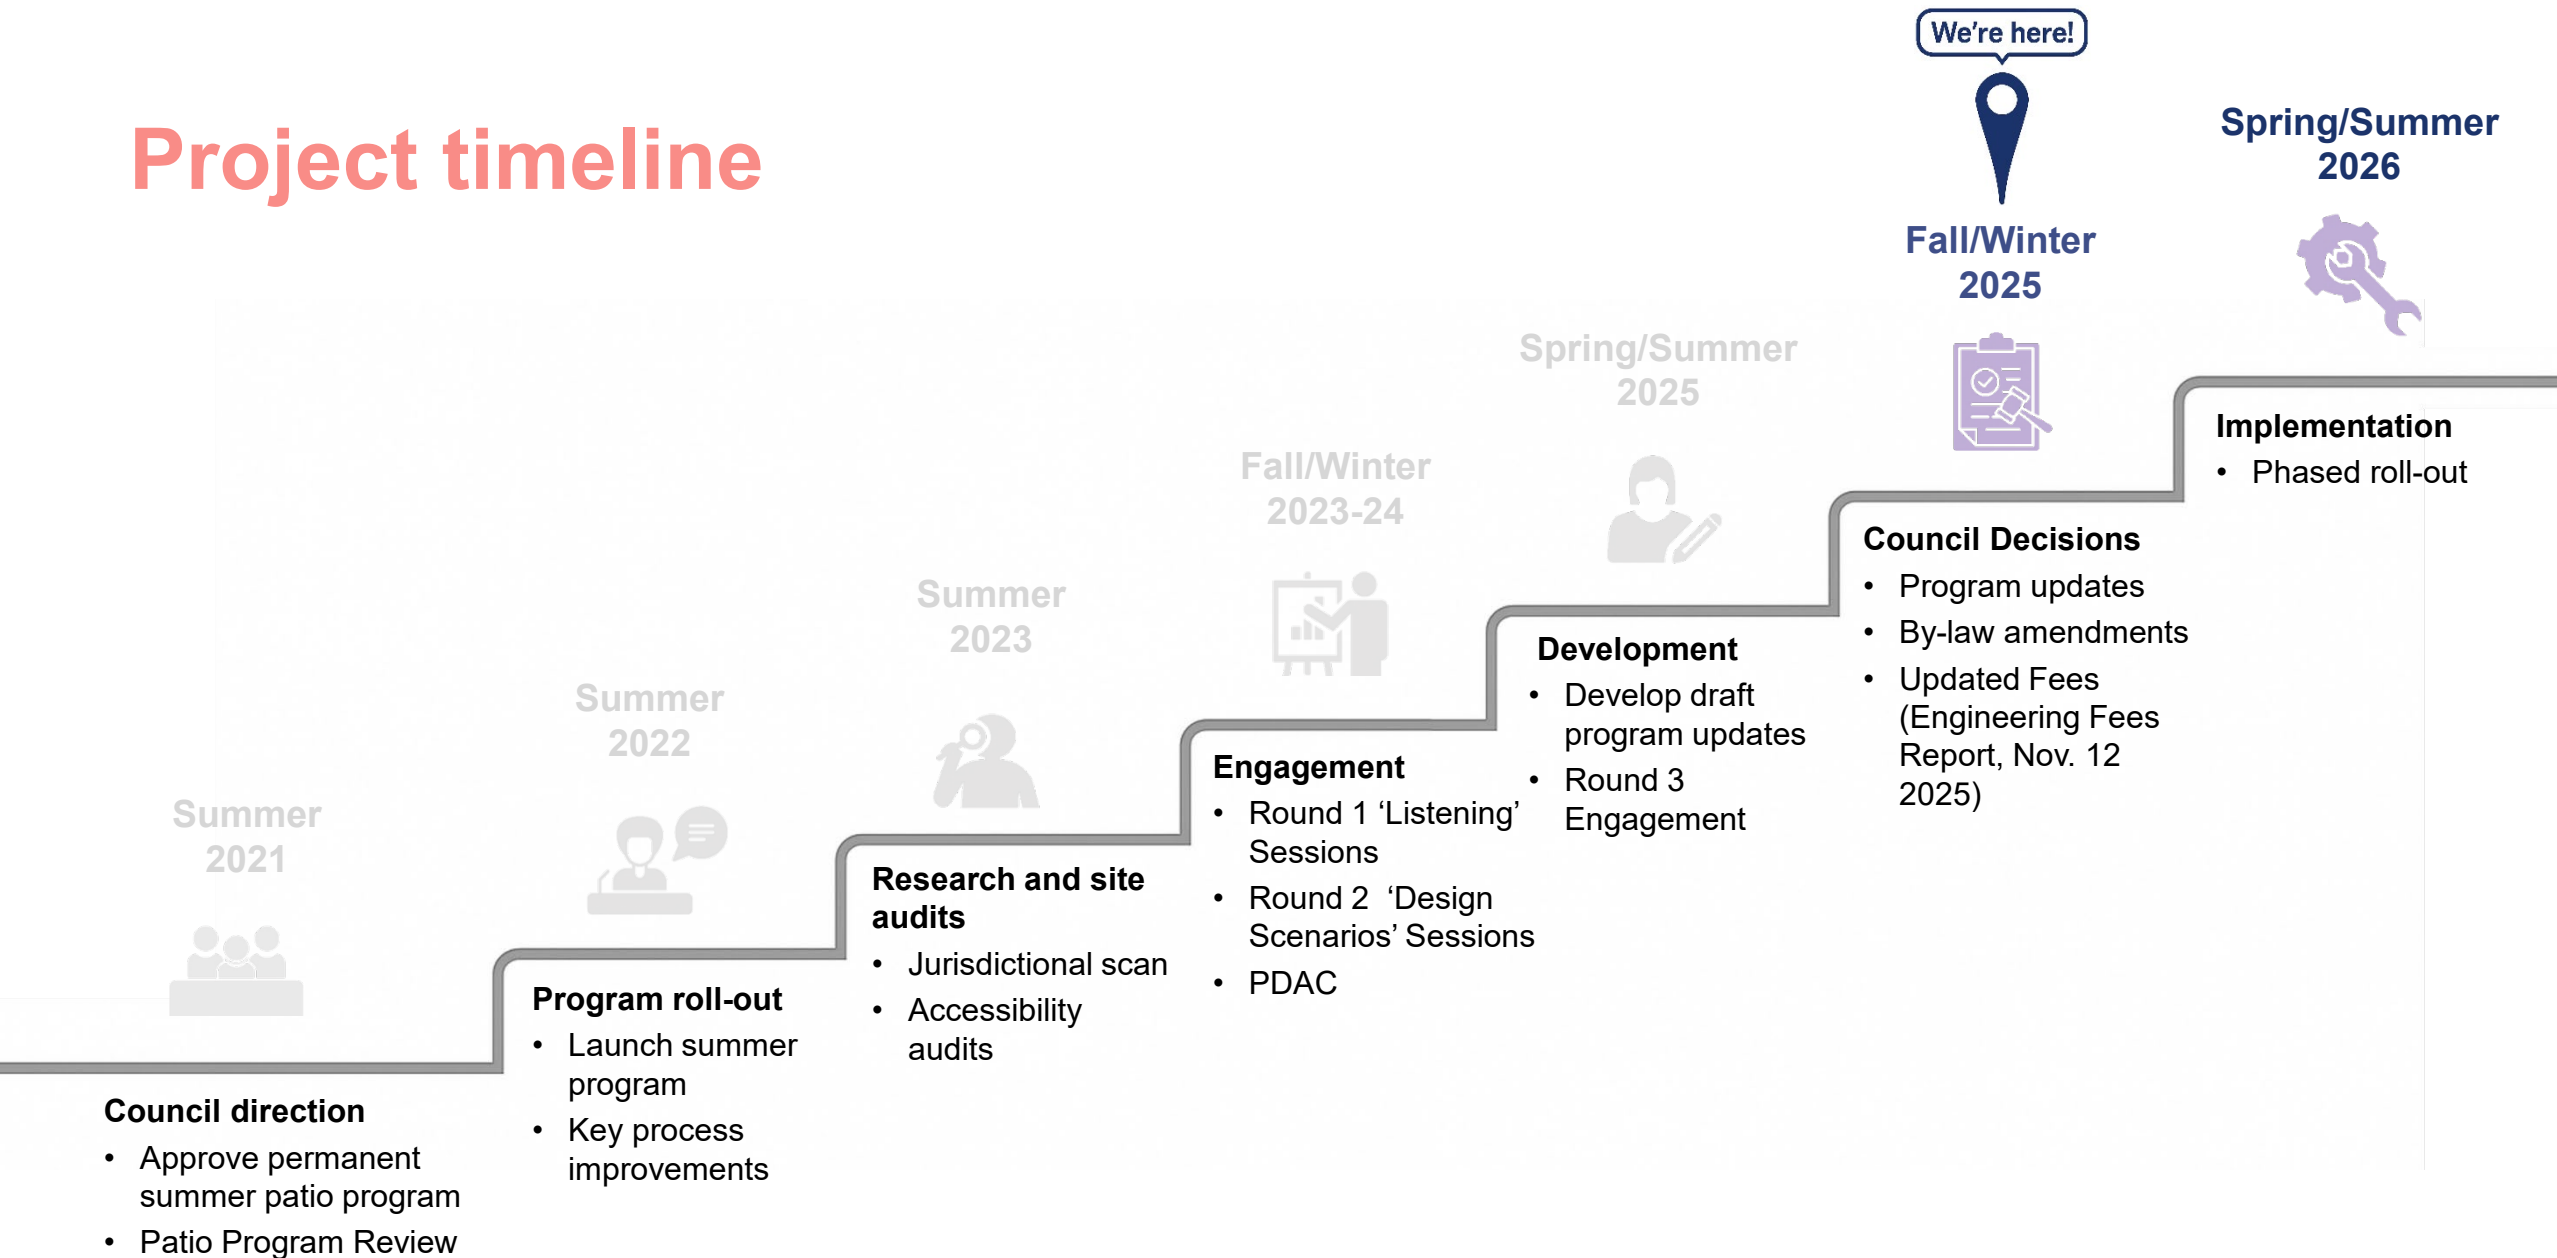 Project timeline
We're here!
Summer
2021
Council direction
• Approve permanent
summer patio program
• Patio Program Review
Summer
2022
Program roll-out
• Launch summer
program
• Key process
improvements
Summer
2023
Research and site
audits
• Jurisdictional scan
• Accessibility
audits
Fall/Winter
2023-24
Engagement
• Round 1 ‘Listening’
Sessions
• Round 2  ‘Design
Scenarios’ Sessions
• PDAC
Spring/Summer
2025
Development
• Develop draft
program updates
• Round 3
Engagement
Fall/Winter
2025
Council Decisions
• Program updates
• By-law amendments
• Updated Fees
(Engineering Fees
Report, Nov. 12
2025)
Spring/Summer
2026
Implementation
• Phased roll-out